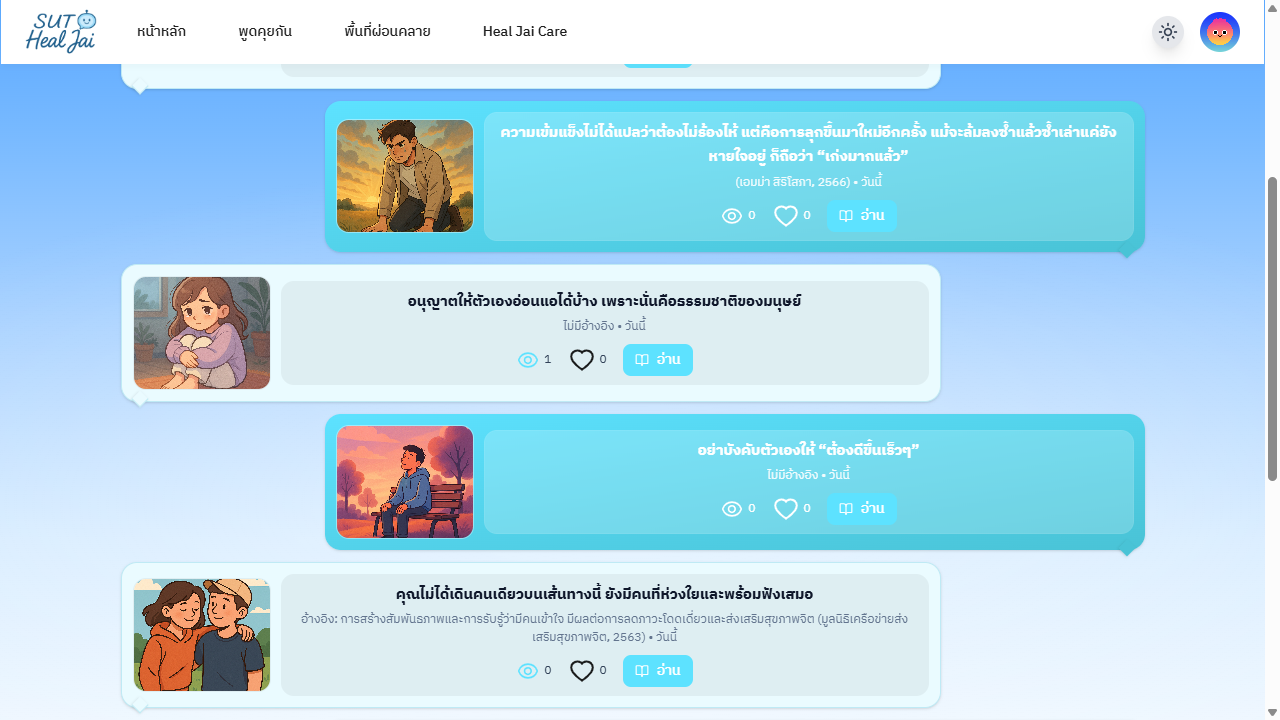 SUT
Heal Jai
หน้าหลัก
พูดคุยกัน
พื้นที่ผ่อนคลาย
Heal Jai Care
ความเข้มแข็งไม่ได้แปลว่าต้องไม่ร้องไห้ แต่คือการลุกขึ้นมาใหม่อีกครั้ง แม้จะล้มลงซ้ำแล้วซ้ำเล่าแค่ยัง
หายใจอยู่ ก็ถือว่า “เก่งมากแล้ว”
(เอมม่า สิริโสภา, 2566) • วันนี้
0
0
อ่าน
อนุญาตให้ตัวเองอ่อนแอได้บ้าง เพราะนั่นคือธรรมชาติของมนุษย์
ไม่มีอ้างอิง • วันนี้
1
0
อ่าน
อย่าบังคับตัวเองให้ “ต้องดีขึ้นเร็วๆ”
ไม่มีอ้างอิง • วันนี้
0
0
อ่าน
คุณไม่ได้เดินคนเดียวบนเส้นทางนี้ ยังมีคนที่ห่วงใยและพร้อมฟังเสมอ
อ้างอิง: การสร้างสัมพันธภาพและการรับรู้ว่ามีคนเข้าใจ มีผลต่อการลดภาวะโดดเดี่ยวและส่งเสริมสุขภาพจิต (มูลนิธิเครือข่ายส่ง
เสริมสุขภาพจิต, 2563) • วันนี้
0
0
อ่าน